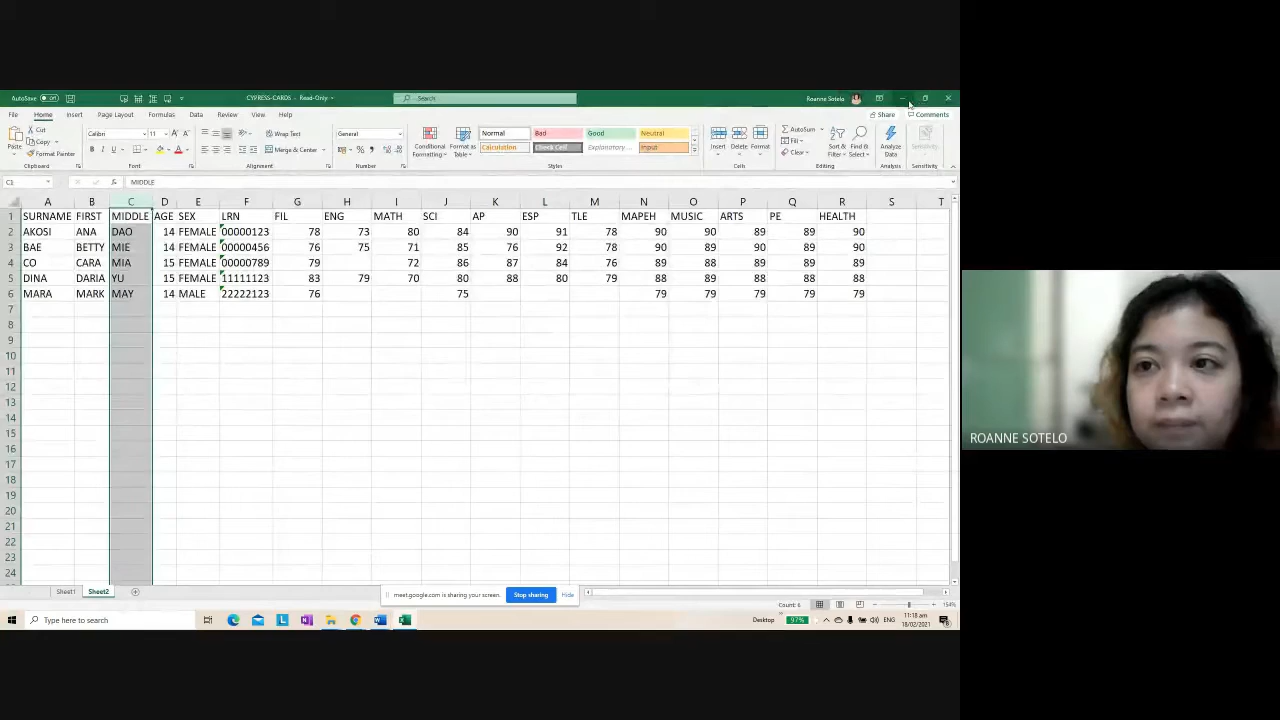 AutoSave Off CYPRESS-CARDS - Read-Only Search Roanne Sotelo
File Home Insert Page Layout Formulas Data Review View Help Share Comments
Cut
Copy
Format Painter
Paste
Calibri 11
Wrap Text
Merge & Center
General
Conditional Formatting
Format as Table
Normal Bad Good Neutral
Calculation Check Cell Explanatory ... Input
Insert Delete Format
AutoSum
Fill
Clear
Sort & Filter
Find & Select
Analyze Data
Sensitivity
Clipboard Font Alignment Number Styles Cells Editing Analysis Sensitivity
C1 MIDDLE
A B C D E F G H I J K L M N O P Q R S T
1 SURNAME FIRST MIDDLE AGE SEX LRN FIL ENG MATH SCI AP ESP TLE MAPEH MUSIC ARTS PE HEALTH
2 AKOSI ANA DAO 14 FEMALE 00000123 78 73 80 84 90 91 78 90 90 89 89 90
3 BAE BETTY MIE 14 FEMALE 00000456 76 75 71 85 76 92 78 90 89 90 89 90
4 CO CARA MIA 15 FEMALE 00000789 79 72 86 87 84 76 89 88 89 89 89
5 DINA DARIA YU 15 FEMALE 11111123 83 79 70 80 88 80 79 88 89 88 88 88
6 MARA MARK MAY 14 MALE 22222123 76 75 79 79 79 79 79
7
8
9
10
11
12
13
14
15
16
17
18
19
20
21
22
23
24
Sheet1 Sheet2
meet.google.com is sharing your screen. Stop sharing Hide
Count: 6 154%
Type here to search
Desktop 97% ENG 11:18 am
18/02/2021
ROANNE SOTELO